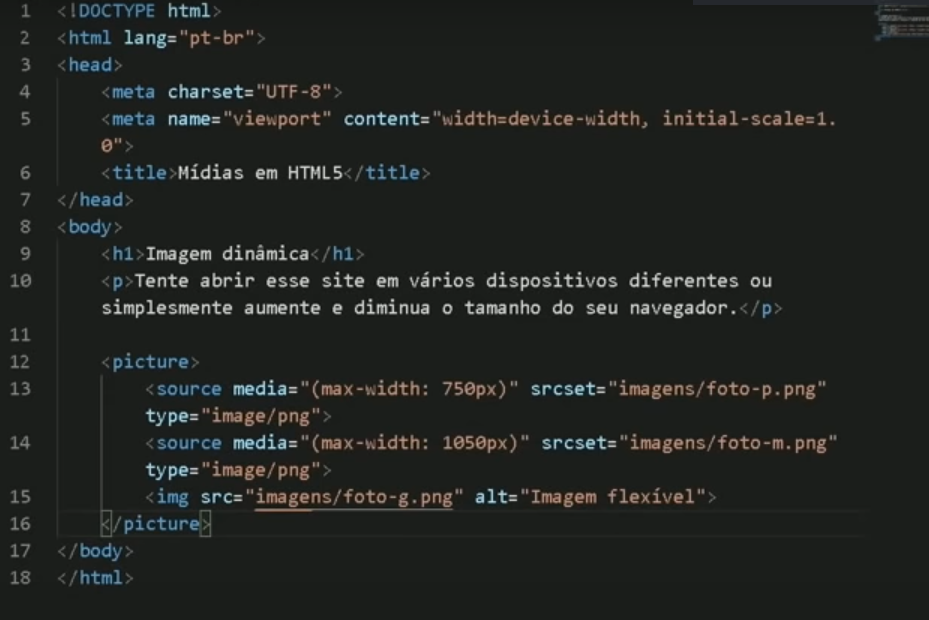 1 <!DOCTYPE html>
2 <html lang="pt-br">
3 <head>
4 <meta charset="UTF-8">
5 <meta name="viewport" content="width=device-width, initial-scale=1.
0">
6 <title>Mídias em HTML5</title>
7 </head>
8 <body>
9 <h1>Imagem dinâmica</h1>
10 <p>Tente abrir esse site em vários dispositivos diferentes ou
simplesmente aumente e diminua o tamanho do seu navegador.</p>
11
12 <picture>
13 <source media="(max-width: 750px)" srcset="imagens/foto-p.png"
type="image/png">
14 <source media="(max-width: 1050px)" srcset="imagens/foto-m.png"
type="image/png">
15 <img src="imagens/foto-g.png" alt="Imagem flexível">
16 </picture>
17 </body>
18 </html>